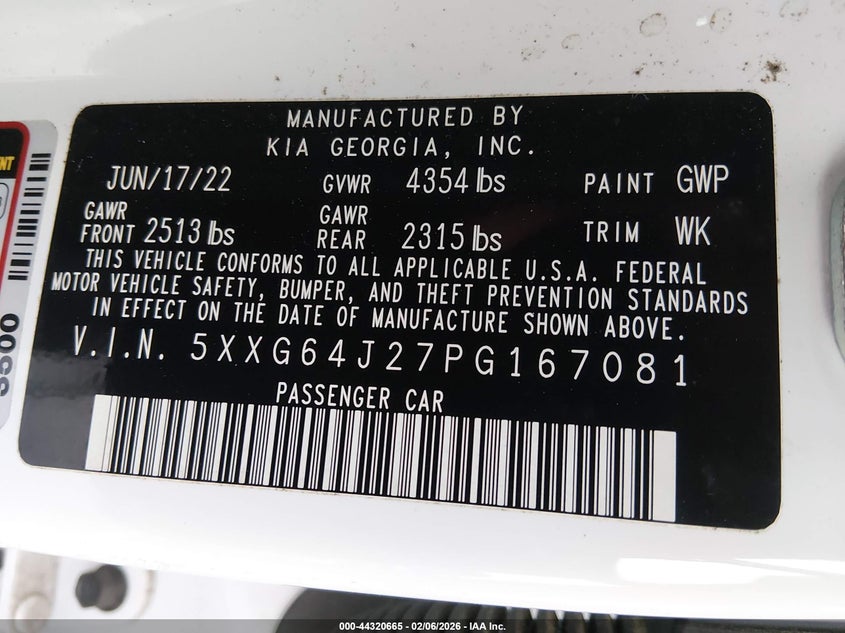 MANUFACTURED BY
KIA GEORGIA, INC.
JUN/17/22 GVWR 4354 lbs PAINT GWP
GAWR FRONT 2513 lbs GAWR REAR 2315 lbs TRIM WK
THIS VEHICLE CONFORMS TO ALL APPLICABLE U.S.A. FEDERAL
MOTOR VEHICLE SAFETY, BUMPER, AND THEFT PREVENTION STANDARDS
IN EFFECT ON THE DATE OF MANUFACTURE SHOWN ABOVE.
V.I.N. 5XXG64J27PG167081
PASSENGER CAR
000-44320665 - 02/06/2026 - IAA Inc.